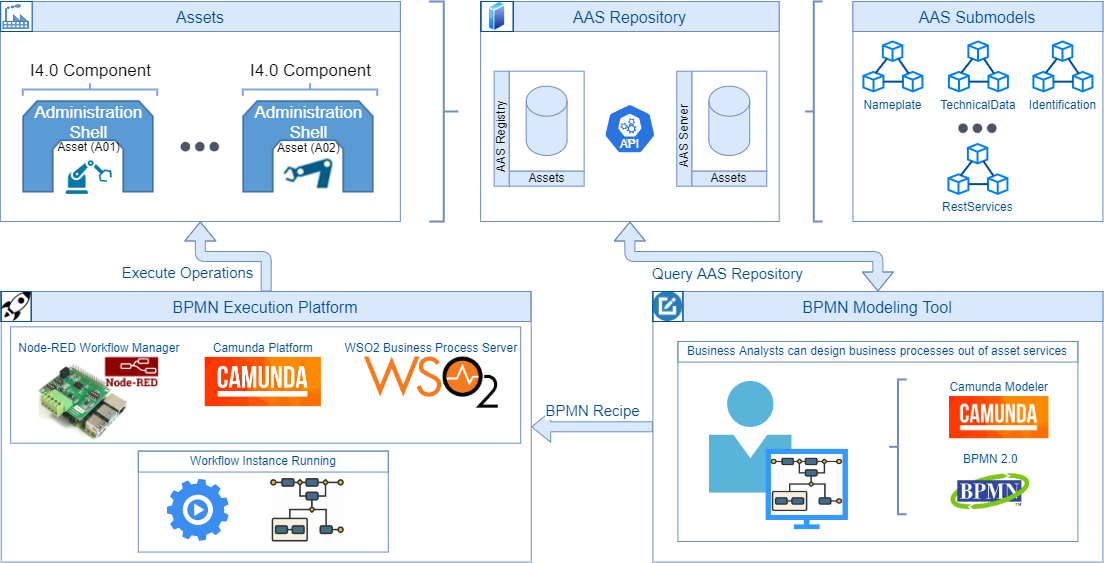 Assets
I4.0 Component
I4.0 Component
Administration
Shell
Asset (A01)
Administration
Shell
Asset (A02)
AAS Repository
AAS Registry
Assets
API
AAS Server
Assets
AAS Submodels
Nameplate
TechnicalData
Identification
RestServices
Execute Operations
Query AAS Repository
BPMN Execution Platform
Node-RED Workflow Manager
Node-RED
Camunda Platform
CAMUNDA
WSO2 Business Process Server
WSO2
Workflow Instance Running
BPMN Recipe
BPMN Modeling Tool
Business Analysts can design business processes out of asset services
Camunda Modeler
CAMUNDA
BPMN 2.0
BPMN
TM